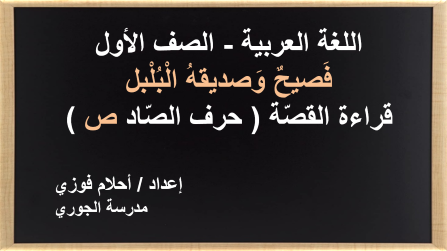 اللغة العربية - الصف الأول
فَصيحٌ وَصديقهُ الْبُلْبل
قراءة القصّة ( حرف الصّاد ص )
إعداد / أحلام فوزي
مدرسة الجوري